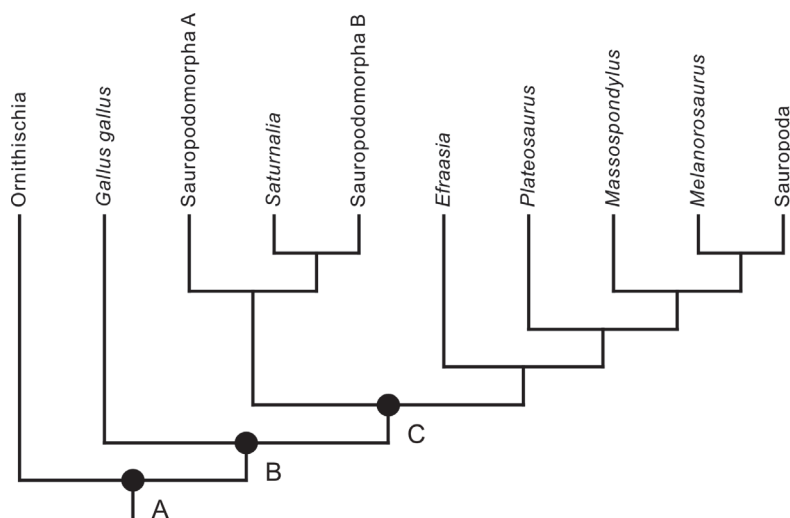 Ornithischia
Gallus gallus
Sauropodomorpha A
Saturnalia
Sauropodomorpha B
Efraasia
Plateosaurus
Massospondylus
Melanorosaurus
Sauropoda
C
B
A